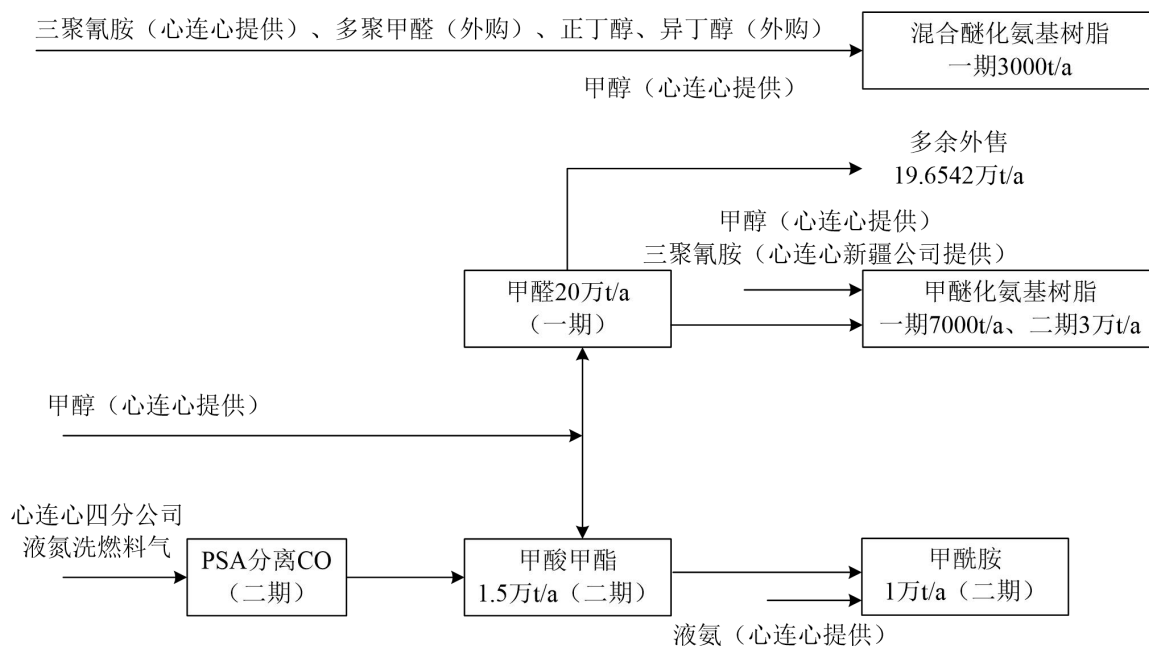 三聚氰胺（心连心提供）、多聚甲醛（外购）、正丁醇、异丁醇（外购）
混合醚化氨基树脂
一期3000t/a
甲醇（心连心提供）
多余外售
19.6542万t/a
甲醇（心连心提供）
三聚氰胺（心连心新疆公司提供）
甲醛20万t/a
（一期）
甲醚化氨基树脂
一期7000t/a、二期3万t/a
甲醇（心连心提供）
心连心四分公司
液氮洗燃料气
PSA分离CO
（二期）
甲酸甲酯
1.5万t/a（二期）
甲酰胺
1万t/a（二期）
液氨（心连心提供）